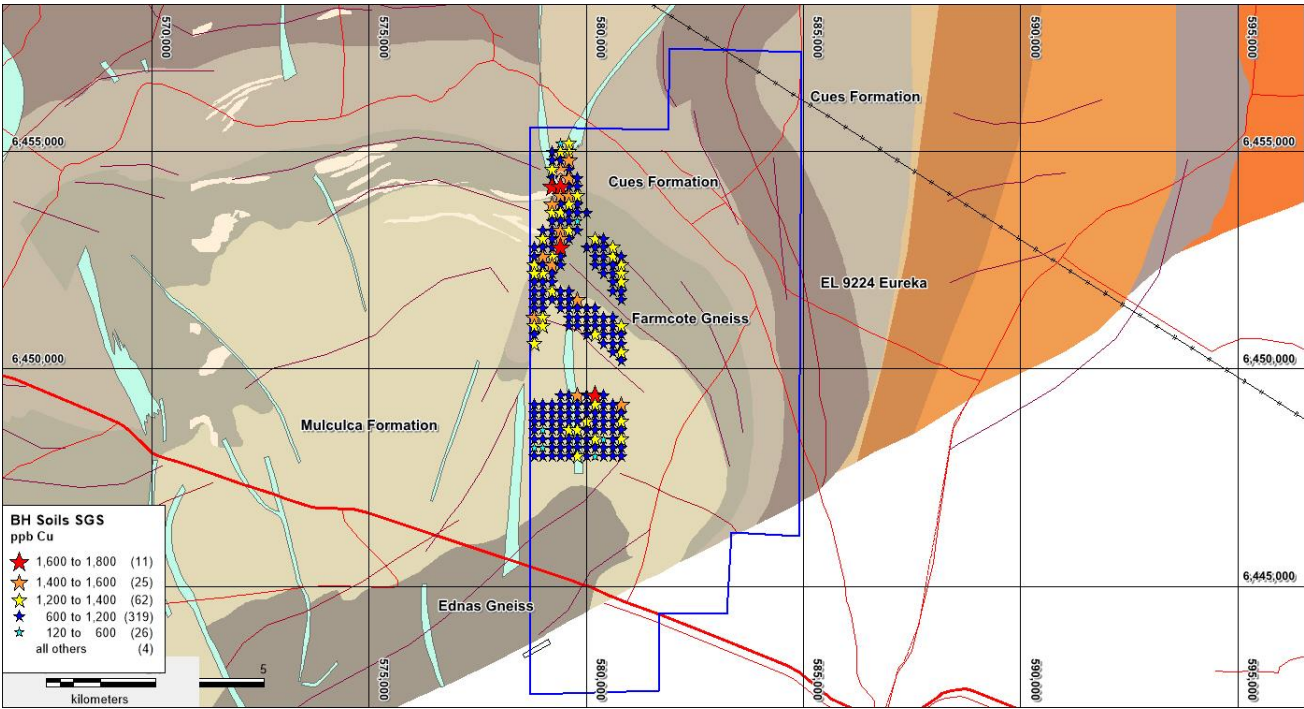 570,000
575,000
580,000
585,000
590,000
595,000
Cues Formation
6,455,000
6,455,000
Cues Formation
EL 9224 Eureka
Farmcote Gneiss
6,450,000
6,450,000
Mulculca Formation
BH Soils SGS
ppb Cu
1,600 to 1,800 (11)
1,400 to 1,600 (25)
1,200 to 1,400 (62)
600 to 1,200 (319)
120 to 600 (26)
all others (4)
6,445,000
Ednas Gneiss
5
kilometers
575,000
580,000
585,000
590,000
595,000